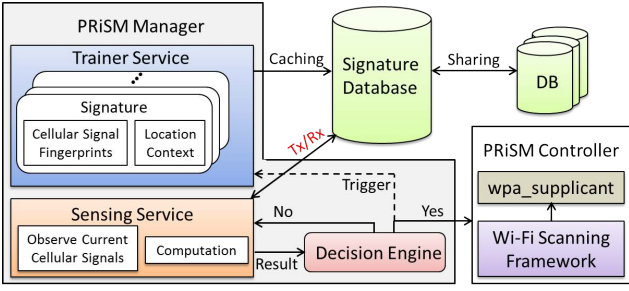 PRiSM Manager
Trainer Service
Signature
Cellular Signal
Fingerprints
Location
Context
Caching
Signature
Database
Sharing
DB
Tx/Rx
Trigger
Sensing Service
Observe Current
Cellular Signals
Computation
Result
No
Yes
Decision Engine
PRiSM Controller
wpa_supplicant
Wi-Fi Scanning
Framework